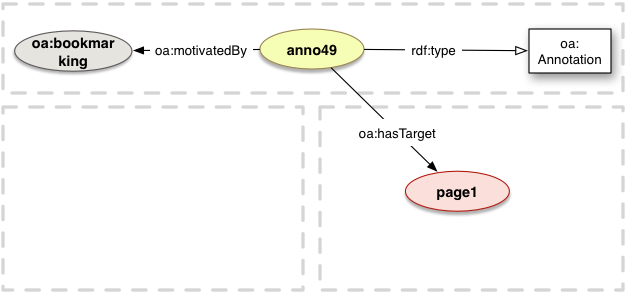 oa:bookmar
king
oa:motivatedBy
anno49
rdf:type
oa:
Annotation
oa:hasTarget
page1